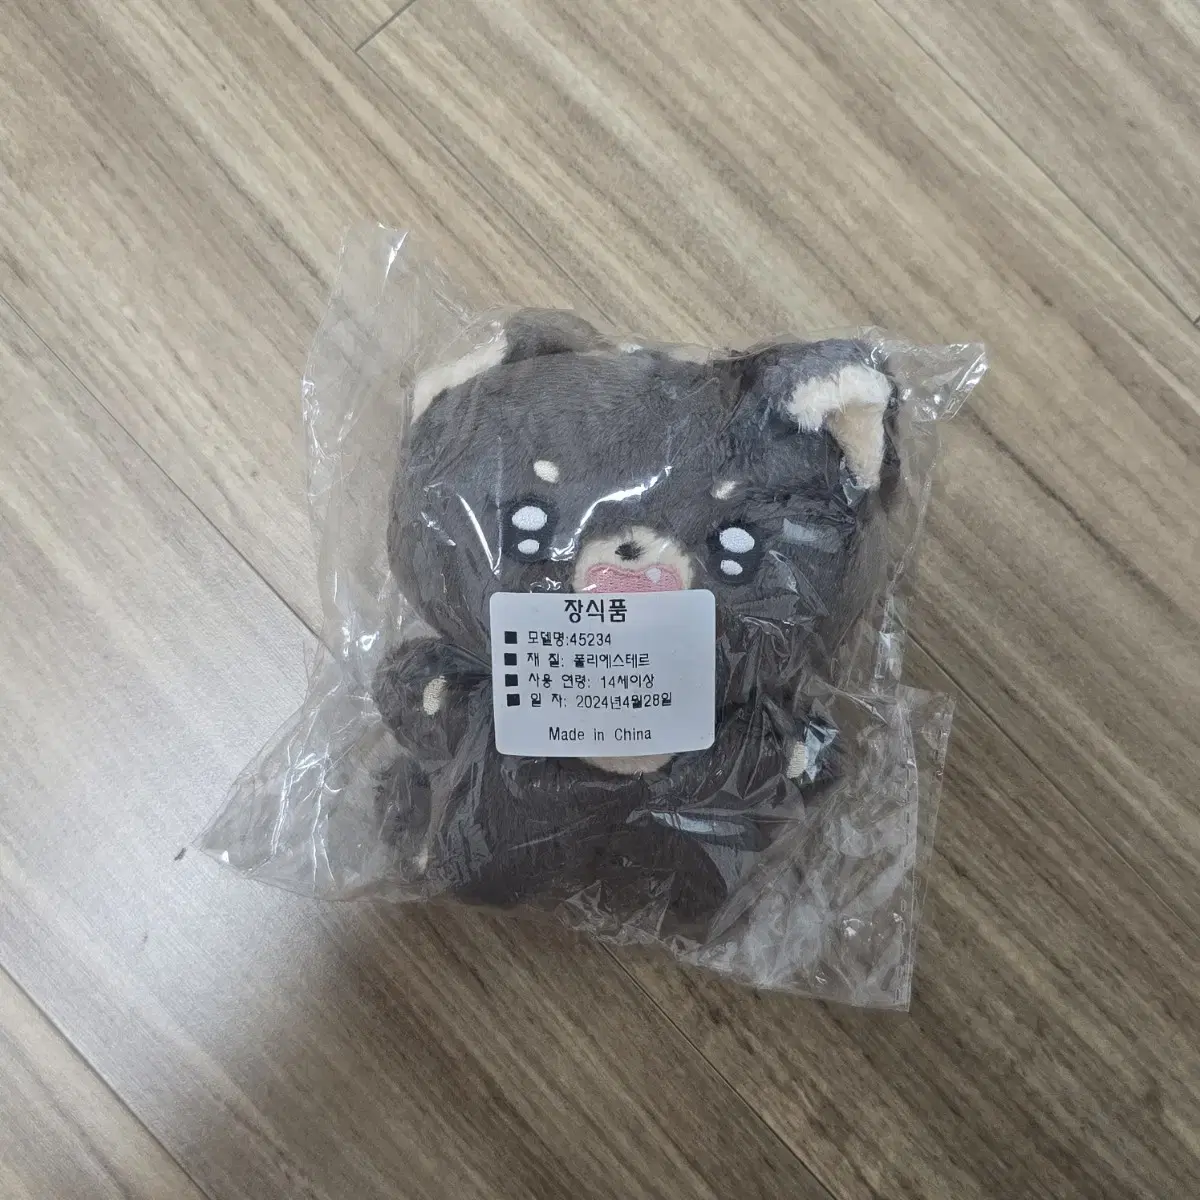 장식품
■ 모델명:45234
■ 재 질: 폴리에스테르
■ 사용 연령: 14세이상
■ 일 자: 2024년4월28일
Made in China